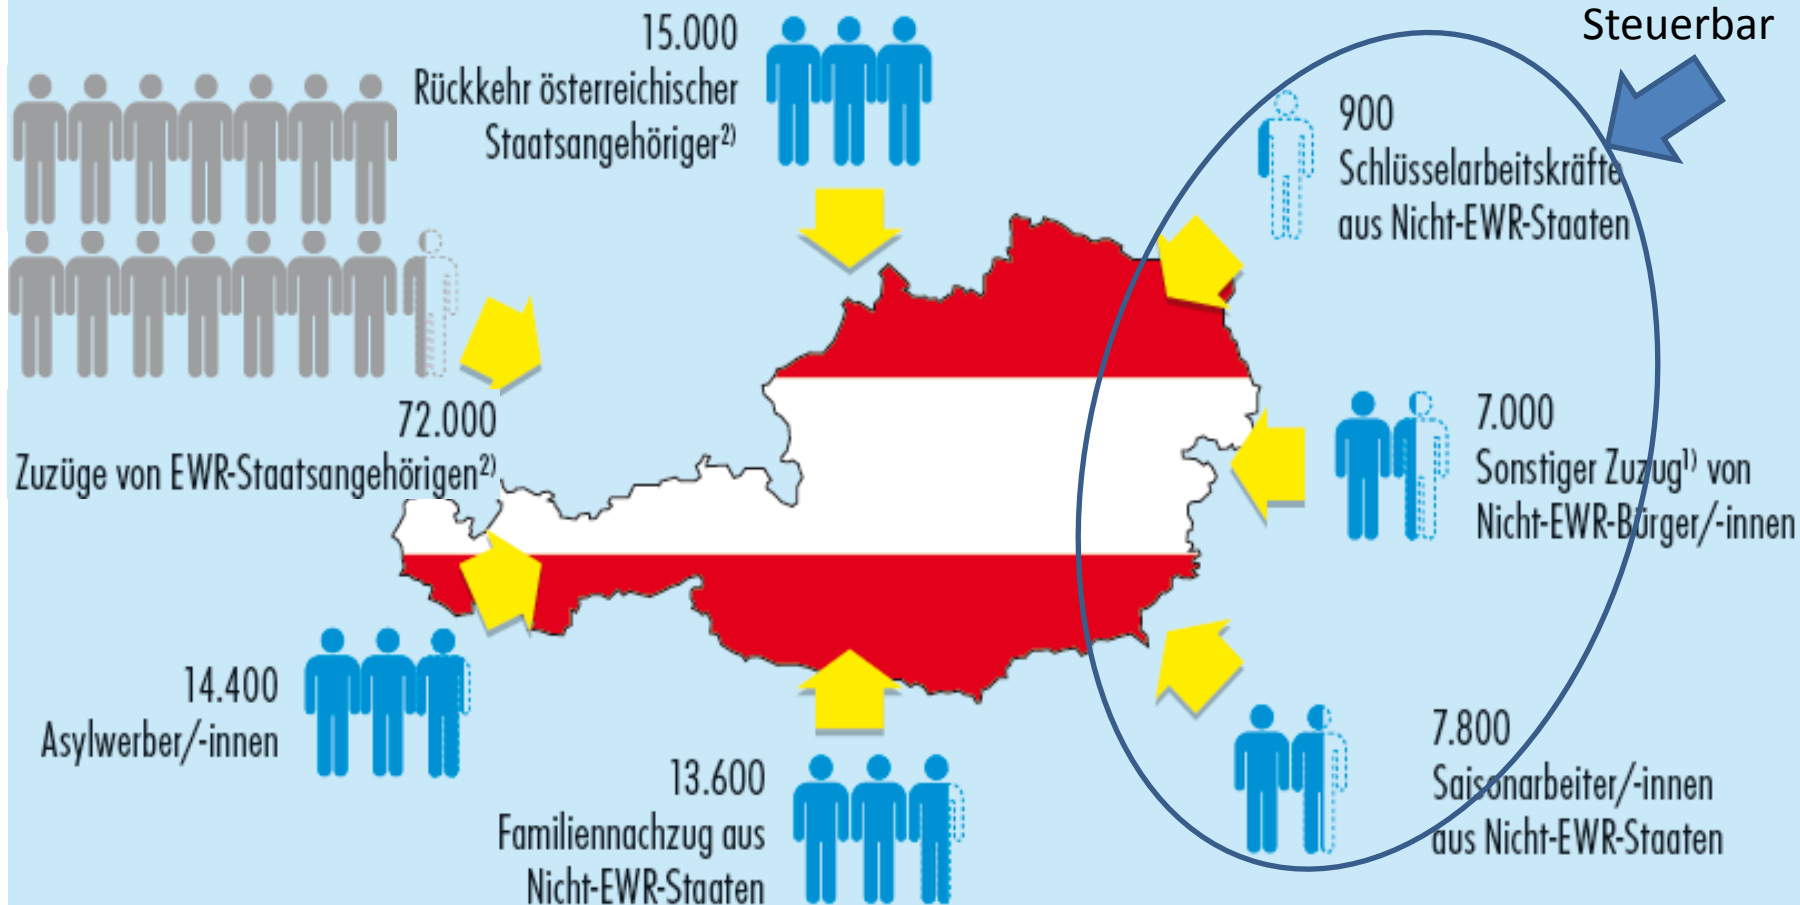 Steuerbar
15.000
Rückkehr österreichischer
Staatsangehöriger²⁾
900
Schlüsselarbeitskräfte
aus Nicht-EWR-Staaten
72.000
Zuzüge von EWR-Staatsangehörigen²⁾
7.000
Sonstiger Zuzug¹⁾ von
Nicht-EWR-Bürger/-innen
14.400
Asylwerber/-innen
13.600
Familiennachzug aus
Nicht-EWR-Staaten
7.800
Saisonarbeiter/-innen
aus Nicht-EWR-Staaten